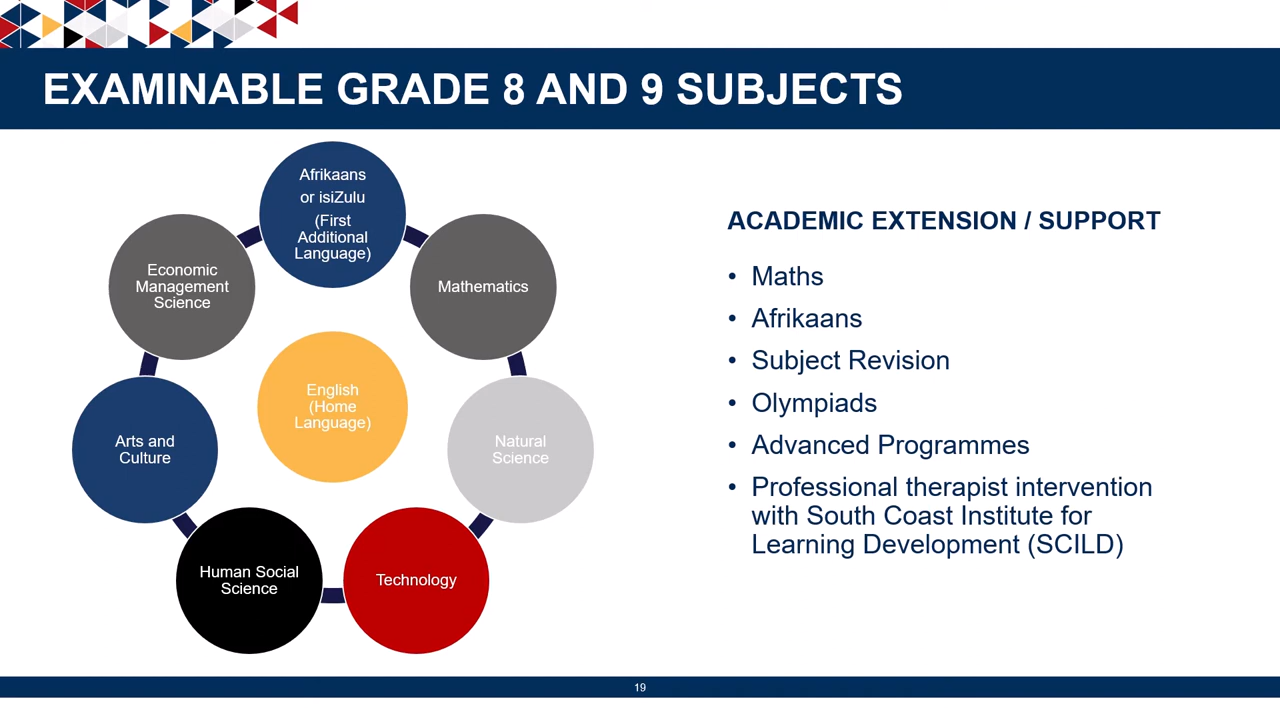 EXAMINABLE GRADE 8 AND 9 SUBJECTS
Afrikaans
or isiZulu
(First
Additional
Language)
Mathematics
Natural
Science
Technology
Human Social
Science
Arts and
Culture
Economic
Management
Science
English
(Home
Language)
ACADEMIC EXTENSION / SUPPORT
• Maths
• Afrikaans
• Subject Revision
• Olympiads
• Advanced Programmes
• Professional therapist intervention
with South Coast Institute for
Learning Development (SCILD)
19